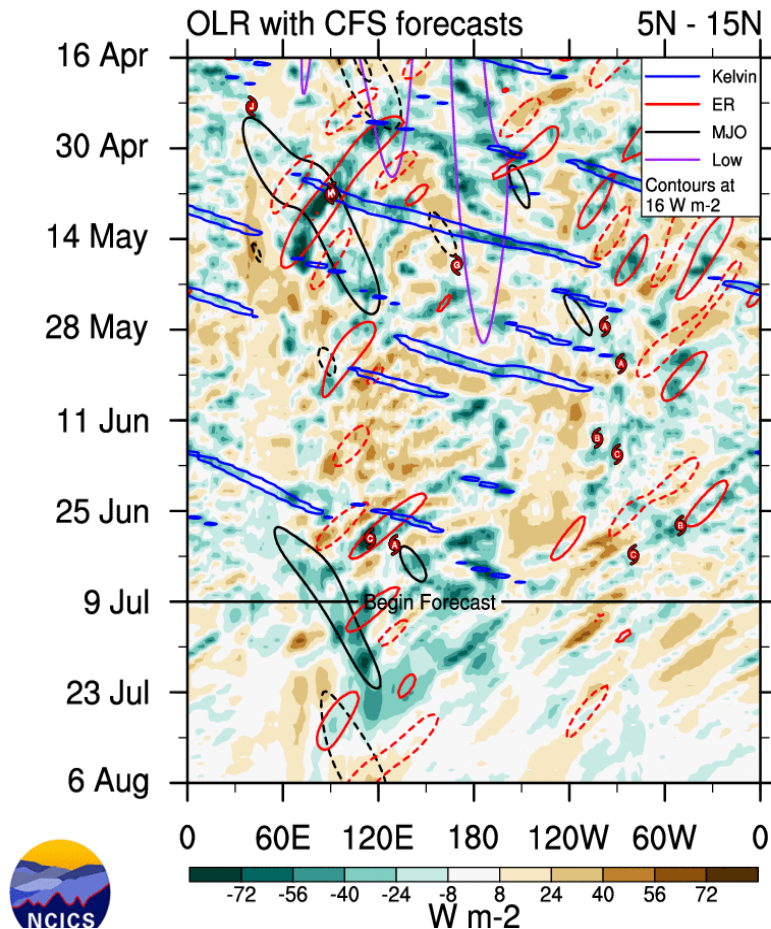 OLR with CFS forecasts 5N - 15N
16 Apr
30 Apr
14 May
28 May
11 Jun
25 Jun
9 Jul
23 Jul
6 Aug
Kelvin
ER
MJO
Low
Contours at
16 W m-2
J
K
G
A
A
B
C
B
C
A
C
Begin Forecast
0 60E 120E 180 120W 60W 0
-72 -56 -40 -24 -8 8 24 40 56 72
W m-2
NCICS